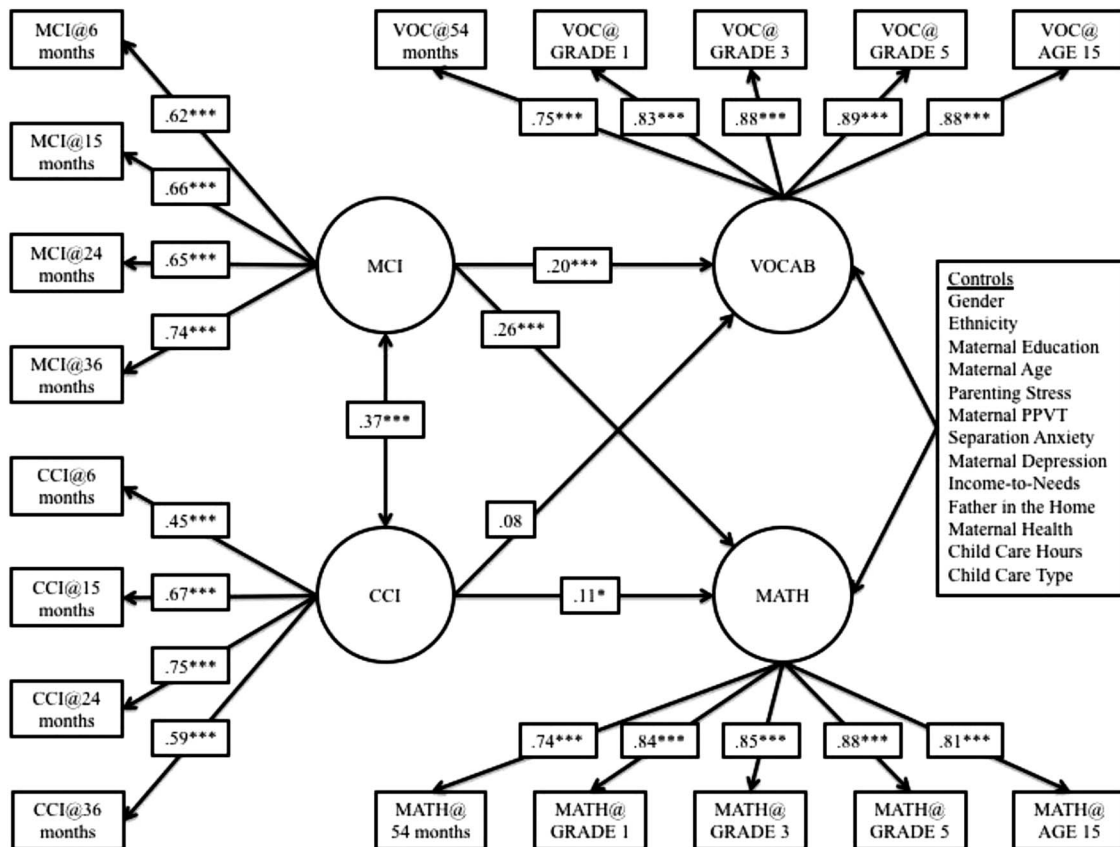 MCI@6
months
VOC@54
months
VOC@
GRADE 1
VOC@
GRADE 3
VOC@
GRADE 5
VOC@
AGE 15
.62***
.75***
.83***
.88***
.89***
.88***
MCI@15
months
.66***
MCI@24
months
.65***
MCI
.20***
VOCAB
.26***
.74***
MCI@36
months
.37***
Controls
Gender
Ethnicity
Maternal Education
Maternal Age
Parenting Stress
Maternal PPVT
Separation Anxiety
Maternal Depression
Income-to-Needs
Father in the Home
Maternal Health
Child Care Hours
Child Care Type
CCI@6
months
.45***
.08
CCI@15
months
.67***
CCI
.11*
MATH
.75***
CCI@24
months
.59***
.74***
.84***
.85***
.88***
.81***
CCI@36
months
MATH@
54 months
MATH@
GRADE 1
MATH@
GRADE 3
MATH@
GRADE 5
MATH@
AGE 15